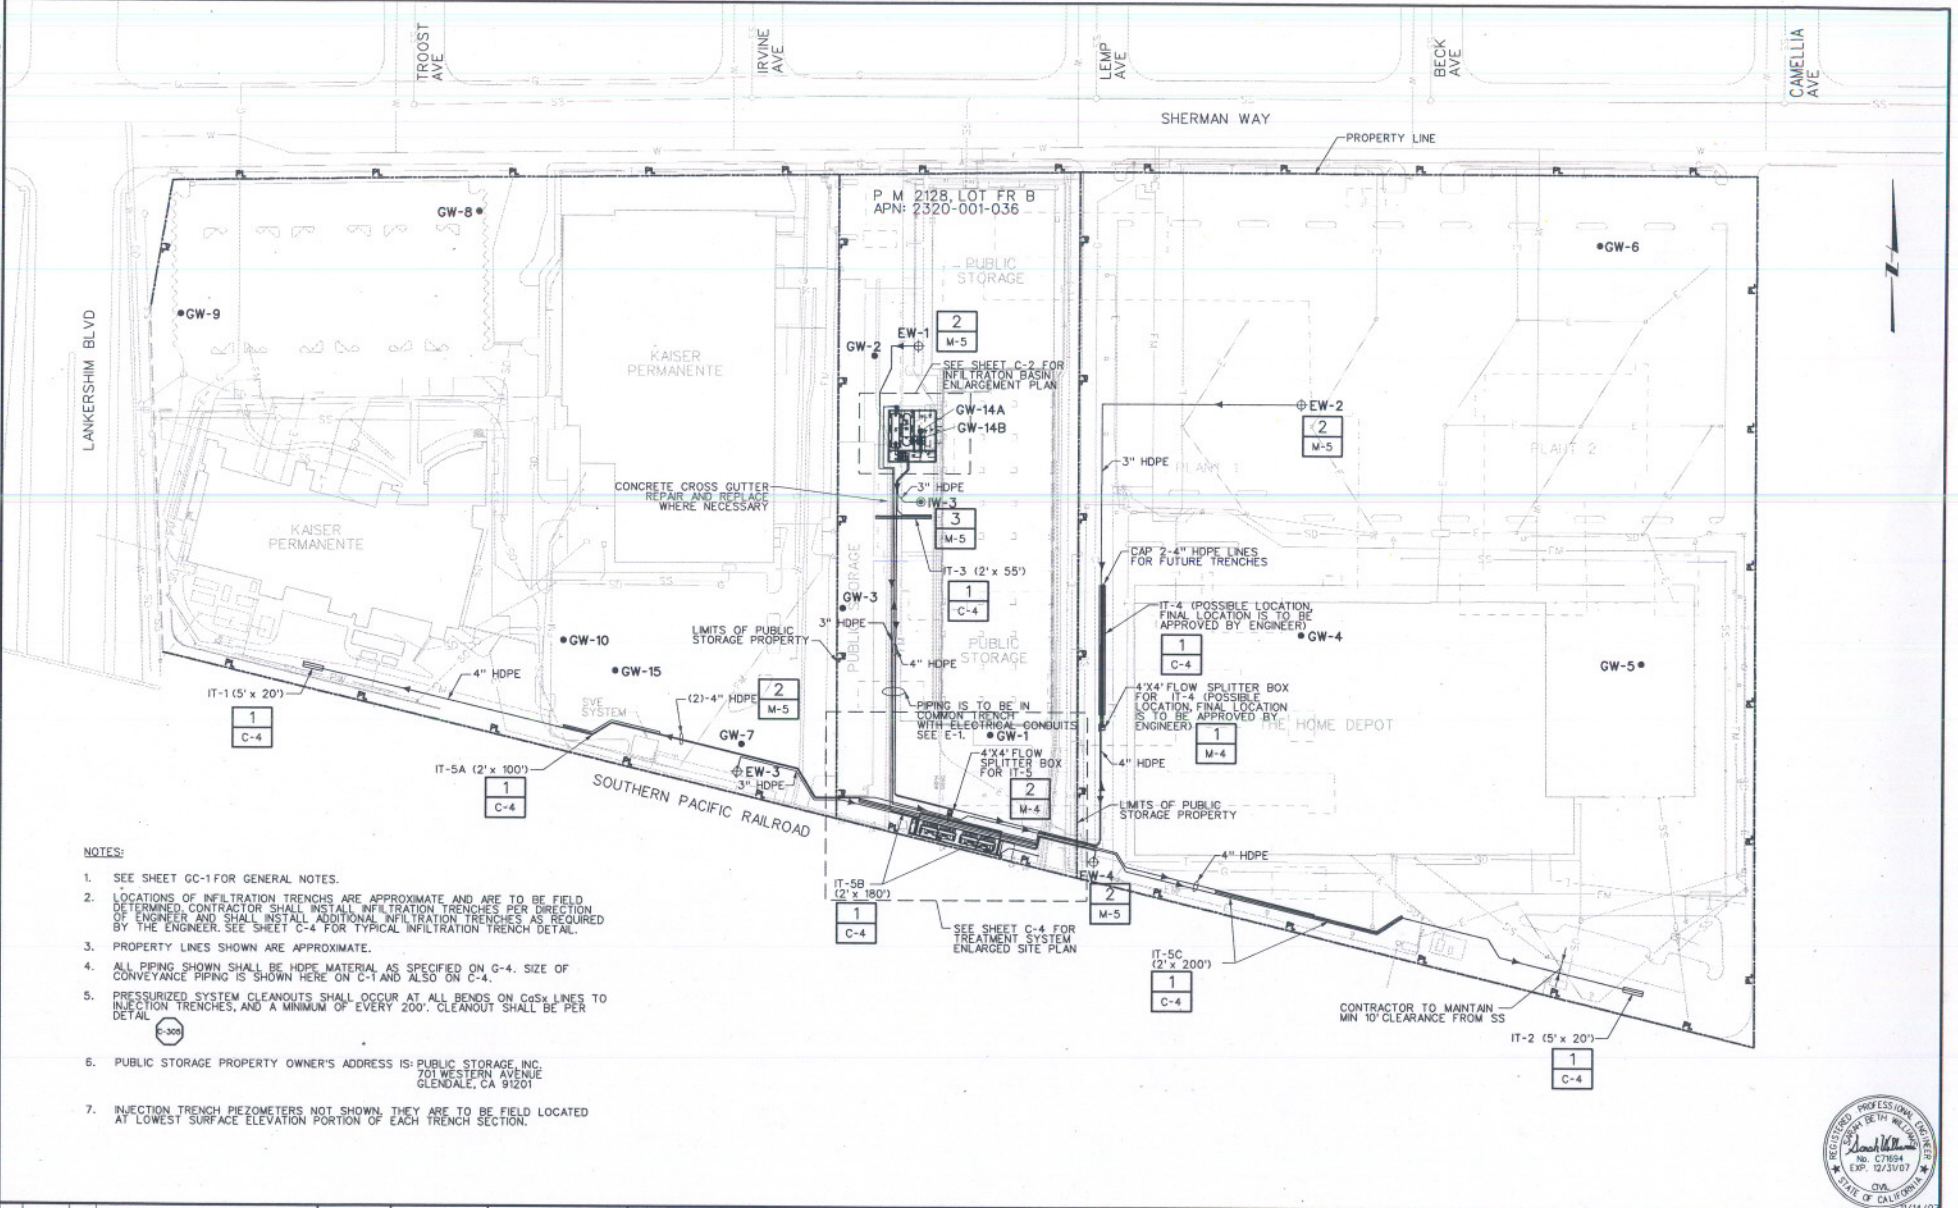 TROOST
AVE
IRVINE
AVE
LEMP
AVE
BECK
AVE
CAMELLIA
AVE
SHERMAN WAY
PROPERTY LINE
LANKERSHIM BLVD
P M 2128, LOT FR B
APN: 2320-001-036
GW-8
GW-9
GW-6
KAISER
PERMANENTE
PUBLIC
STORAGE
EW-1
2
M-5
GW-2
SEE SHEET C-2 FOR
INFILTRATON BASIN
ENLARGEMENT PLAN
GW-14A
GW-14B
EW-2
2
M-5
PLANT 1
PLANT 2
3" HDPE
CONCRETE CROSS GUTTER
REPAIR AND REPLACE
WHERE NECESSARY
3" HDPE
IW-3
3
M-5
KAISER
PERMANENTE
PUBLIC STORAGE
IT-3 (2' x 55')
1
C-4
CAP 2-4" HDPE LINES
FOR FUTURE TRENCHES
IT-4 (POSSIBLE LOCATION,
FINAL LOCATION IS TO BE
APPROVED BY ENGINEER)
1
C-4
GW-4
GW-5
GW-3
3" HDPE
LIMITS OF PUBLIC
STORAGE PROPERTY
PUBLIC
STORAGE
4" HDPE
GW-10
GW-15
4" HDPE
IT-1 (5' x 20')
1
C-4
SVE
SYSTEM
(2)-4" HDPE
2
M-5
PIPING IS TO BE IN
COMMON TRENCH
WITH ELECTRICAL CONDUITS
SEE E-1.
4'X4' FLOW SPLITTER BOX
FOR IT-4 (POSSIBLE
LOCATION, FINAL LOCATION
IS TO BE APPROVED BY
ENGINEER)
1
M-4
THE HOME DEPOT
GW-7
GW-1
IT-5A (2' x 100')
1
C-4
EW-3
3" HDPE
4'X4' FLOW
SPLITTER BOX
FOR IT-5
2
M-4
4" HDPE
LIMITS OF PUBLIC
STORAGE PROPERTY
SOUTHERN PACIFIC RAILROAD
4" HDPE
IT-5B
(2' x 180')
1
C-4
EW-4
2
M-5
SEE SHEET C-4 FOR
TREATMENT SYSTEM
ENLARGED SITE PLAN
IT-5C
(2' x 200')
1
C-4
CONTRACTOR TO MAINTAIN
MIN 10' CLEARANCE FROM SS
IT-2 (5' x 20')
1
C-4
NOTES:
1. SEE SHEET GC-1 FOR GENERAL NOTES.
2. LOCATIONS OF INFILTRATION TRENCHS ARE APPROXIMATE AND ARE TO BE FIELD
DETERMINED. CONTRACTOR SHALL INSTALL INFILTRATION TRENCHES PER DIRECTION
OF ENGINEER AND SHALL INSTALL ADDITIONAL INFILTRATION TRENCHES AS REQUIRED
BY THE ENGINEER. SEE SHEET C-4 FOR TYPICAL INFILTRATION TRENCH DETAIL.
3. PROPERTY LINES SHOWN ARE APPROXIMATE.
4. ALL PIPING SHOWN SHALL BE HDPE MATERIAL AS SPECIFIED ON G-4. SIZE OF
CONVEYANCE PIPING IS SHOWN HERE ON C-1 AND ALSO ON C-4.
5. PRESSURIZED SYSTEM CLEANOUTS SHALL OCCUR AT ALL BENDS ON CaSx LINES TO
INJECTION TRENCHES, AND A MINIMUM OF EVERY 200'. CLEANOUT SHALL BE PER
DETAIL
C-305
6. PUBLIC STORAGE PROPERTY OWNER'S ADDRESS IS: PUBLIC STORAGE, INC.
701 WESTERN AVENUE
GLENDALE, CA 91201
7. INJECTION TRENCH PIEZOMETERS NOT SHOWN. THEY ARE TO BE FIELD LOCATED
AT LOWEST SURFACE ELEVATION PORTION OF EACH TRENCH SECTION.
REGISTERED PROFESSIONAL ENGINEER
SARAH BETH WILLIAMS
No. C71694
EXP. 12/31/07
CIVIL
STATE OF CALIFORNIA